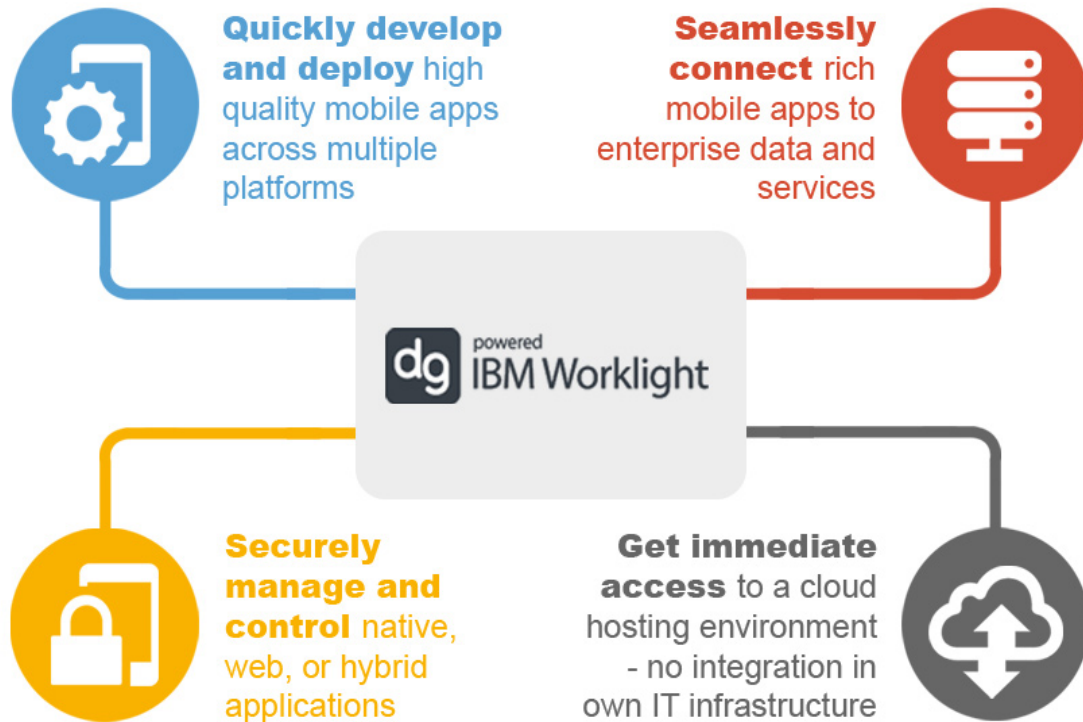 Quickly develop
and deploy high
quality mobile apps
across multiple
platforms
Seamlessly
connect rich
mobile apps to
enterprise data and
services
dg
powered
IBM Worklight
Securely
manage and
control native,
web, or hybrid
applications
Get immediate
access to a cloud
hosting environment
- no integration in
own IT infrastructure